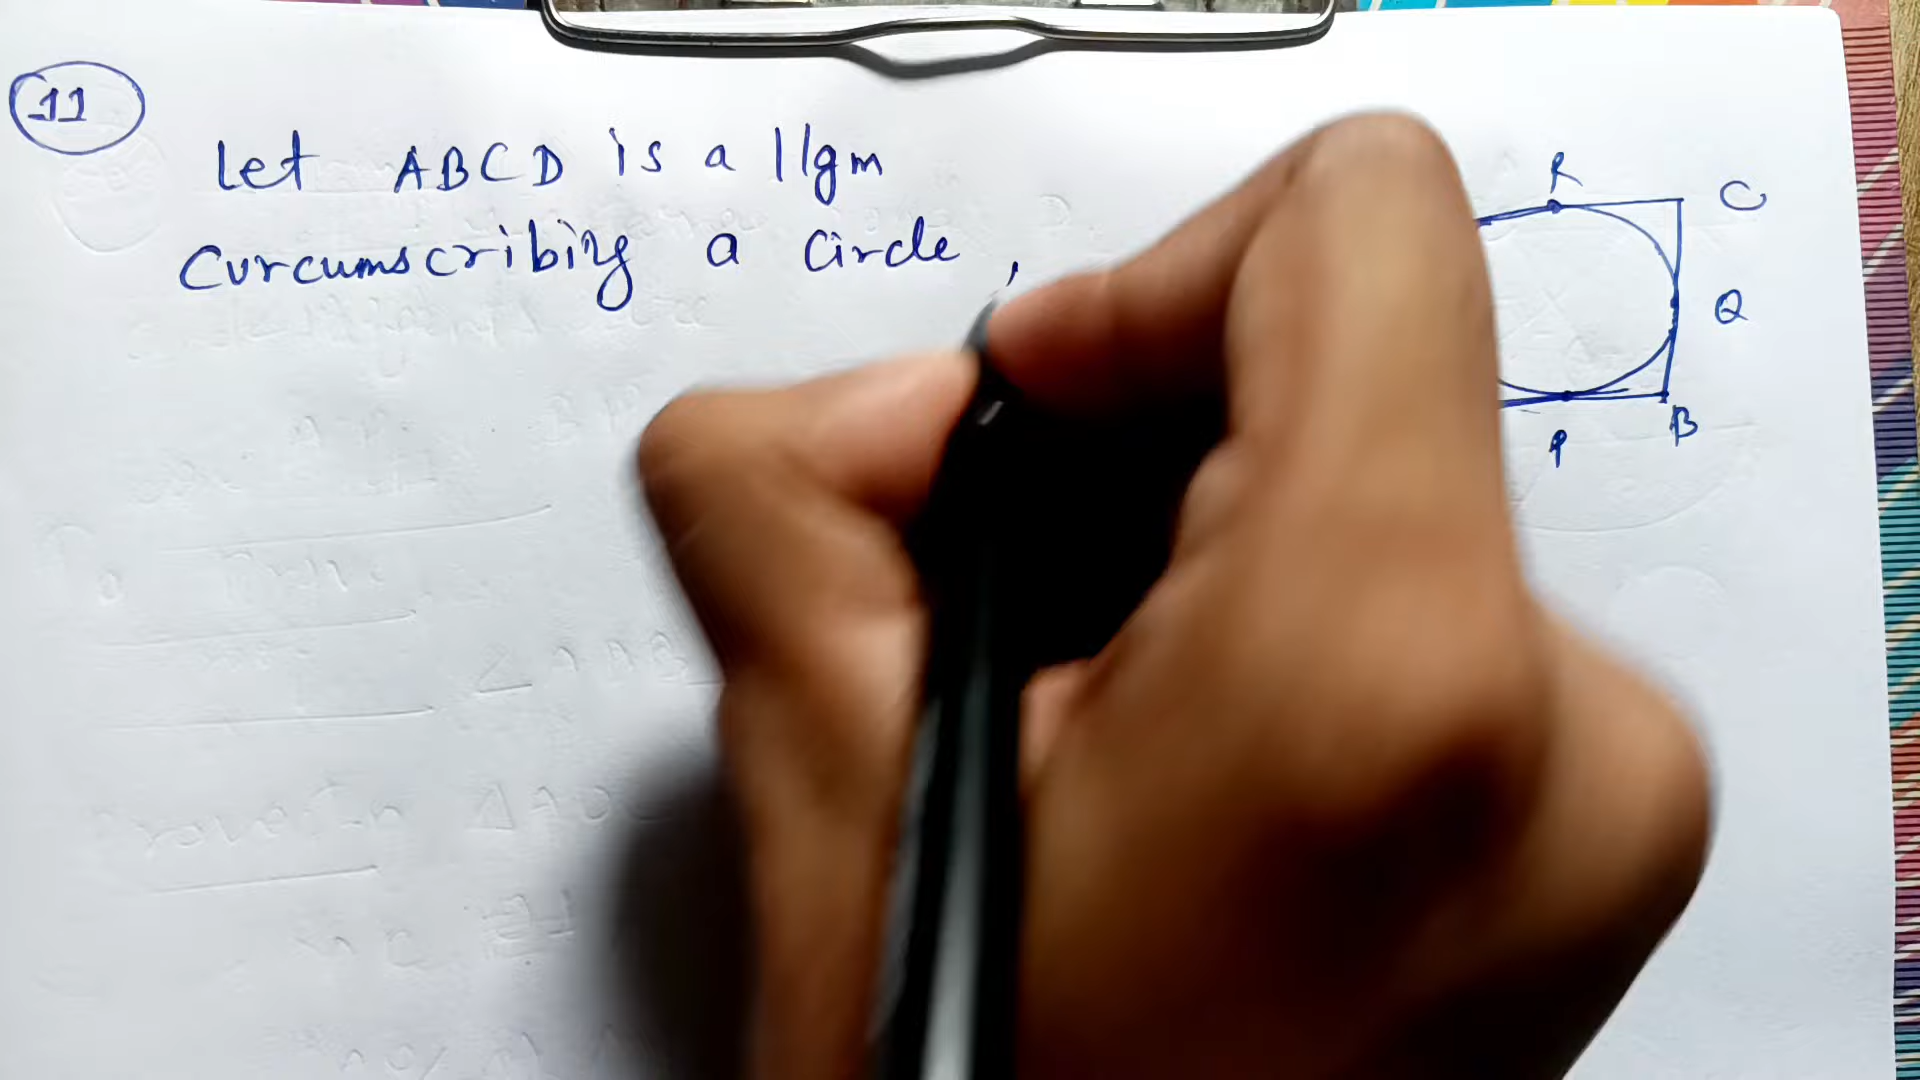 11
Let ABCD is a ||gm
Curcumscribing a circle ,
R
C
Q
B
P